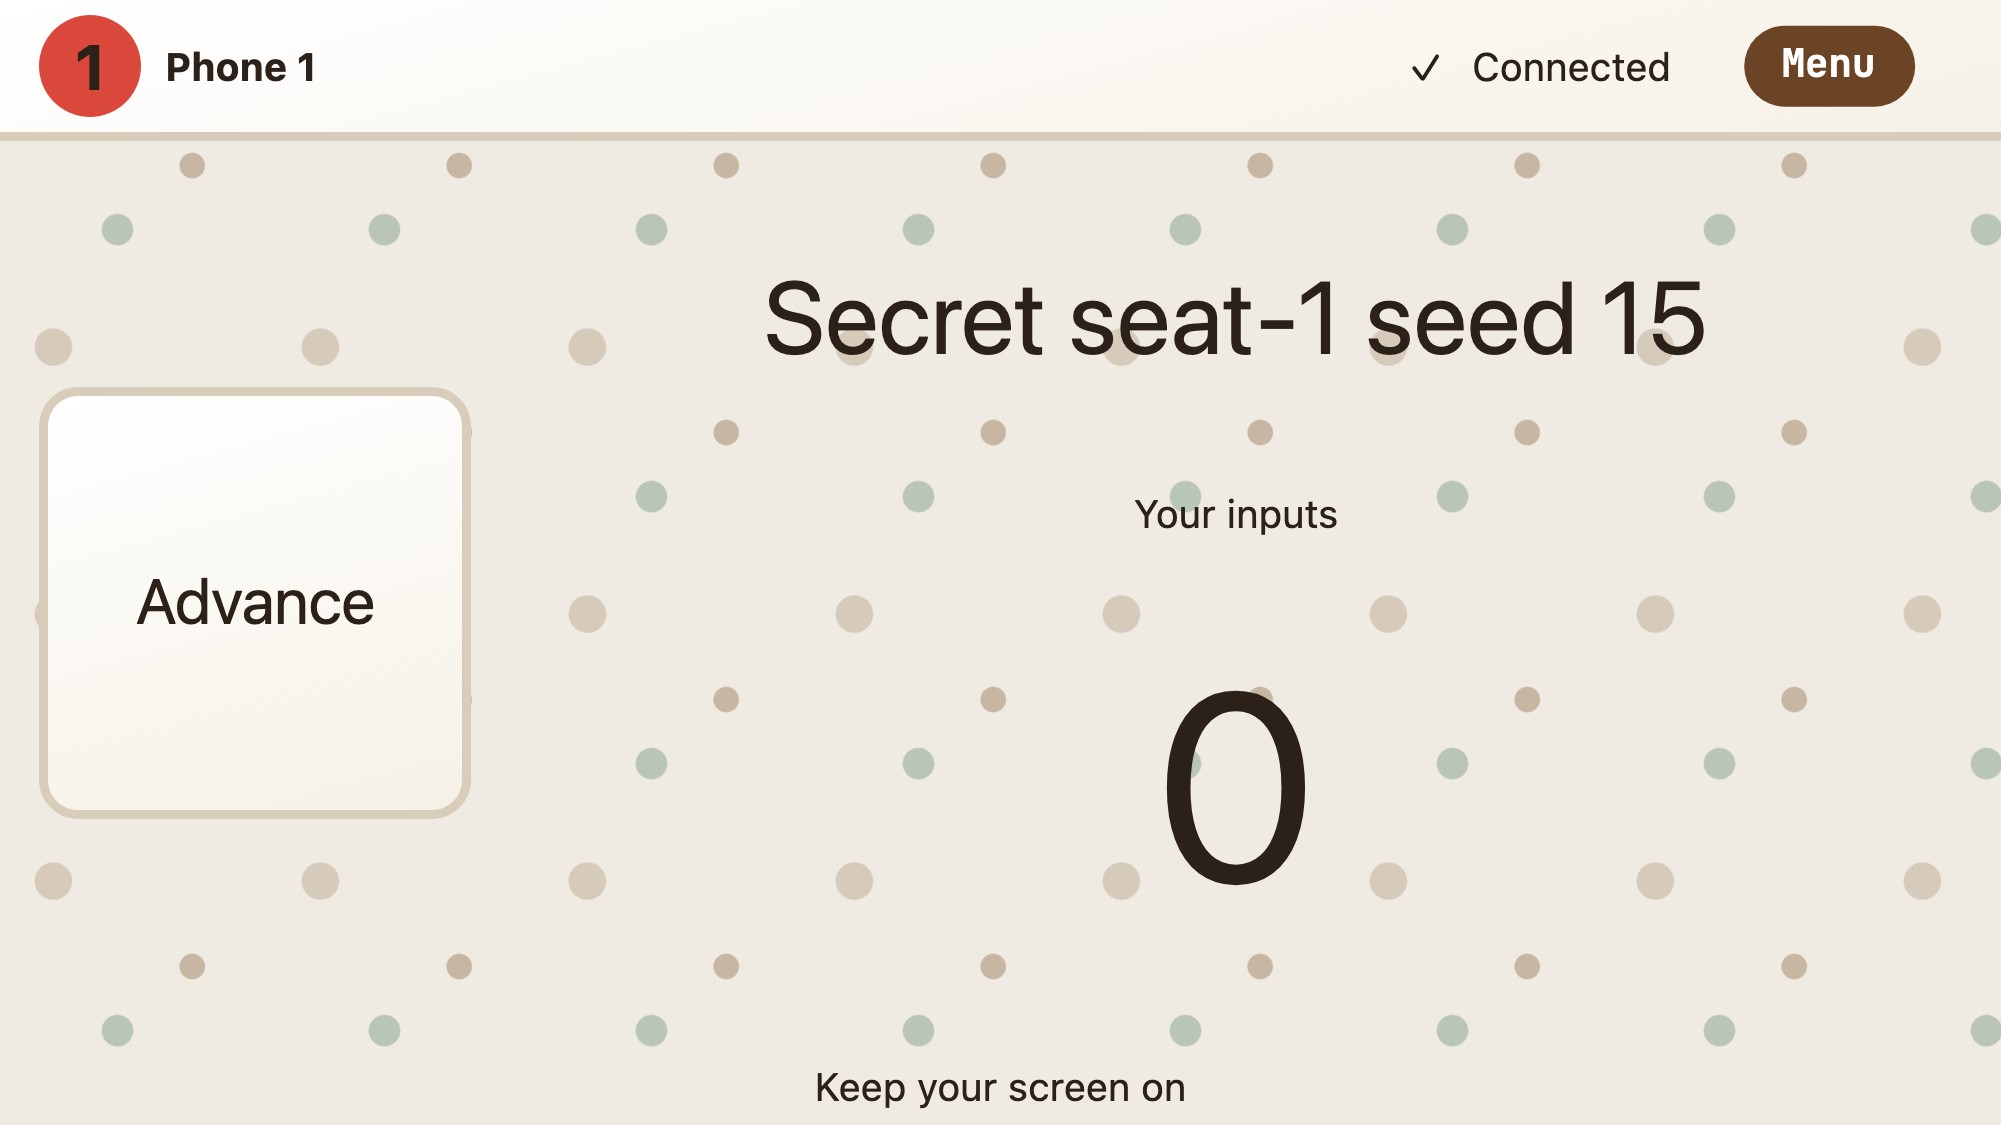 1 Phone 1 ✓ Connected Menu
Secret seat-1 seed 15
Your inputs
Advance
0
Keep your screen on